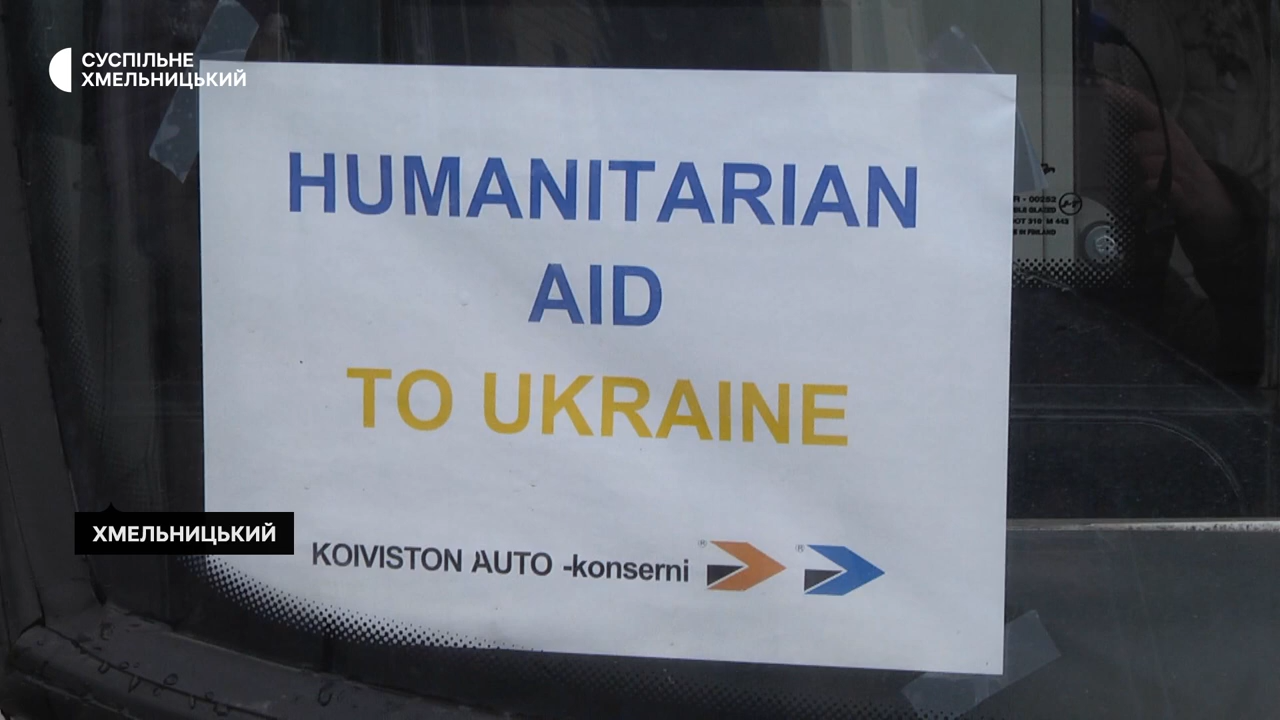 СУСПІЛЬНЕ
ХМЕЛЬНИЦЬКИЙ
HUMANITARIAN
AID
TO UKRAINE
KOIVISTON AUTO -konserni
ХМЕЛЬНИЦЬКИЙ